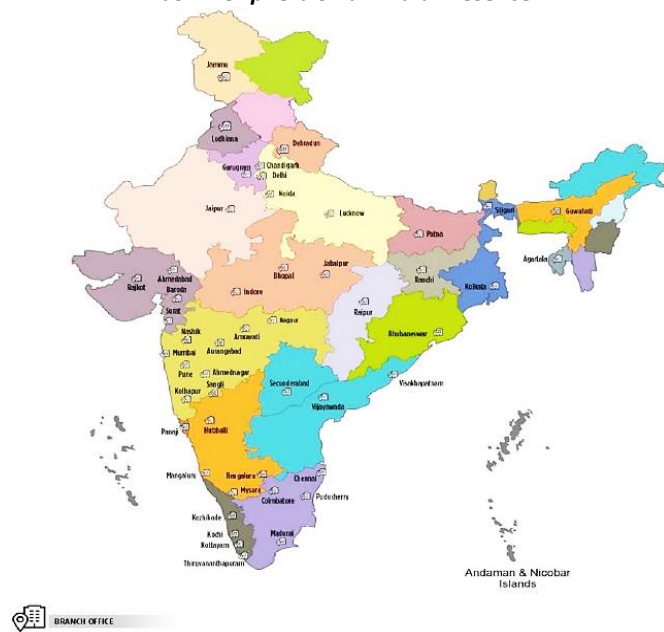 Jammu
Ludhiana
Dehradun
Chandigarh
Gurugram
Delhi
Noida
Jaipur
Lucknow
Siliguri
Guwahati
Patna
Agartala
Ranchi
Kolkata
Jabalpur
Bhopal
Indore
Ahmedabad
Rajkot
Baroda
Surat
Raipur
Nagpur
Amravati
Bhubaneswar
Nashik
Aurangabad
Mumbai
Pune
Ahmednagar
Sangli
Kolhapur
Secunderabad
Visakhapatnam
Vijaywada
Panaji
Hubballi
Mangalore
Bengaluru
Chennai
Mysore
Coimbatore
Puducherry
Kozhikode
Kochi
Kottayam
Madurai
Thiruvananthapuram
Andaman & Nicobar
Islands
BRANCH OFFICE